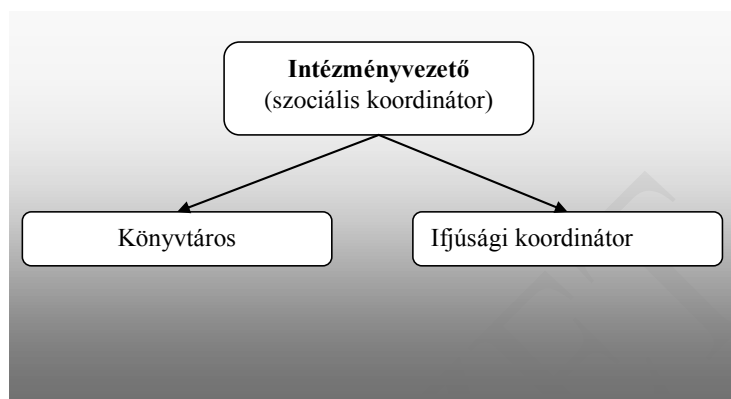 Intézményvezető
(szociális koordinátor)
Könyvtáros
Ifjúsági koordinátor